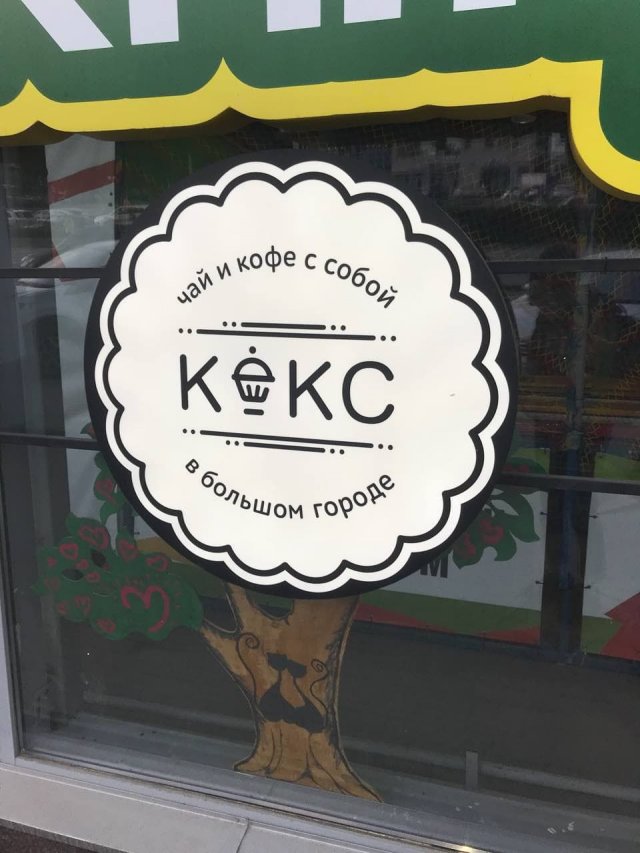 чай и кофе с собой
КЕКС
в большом городе